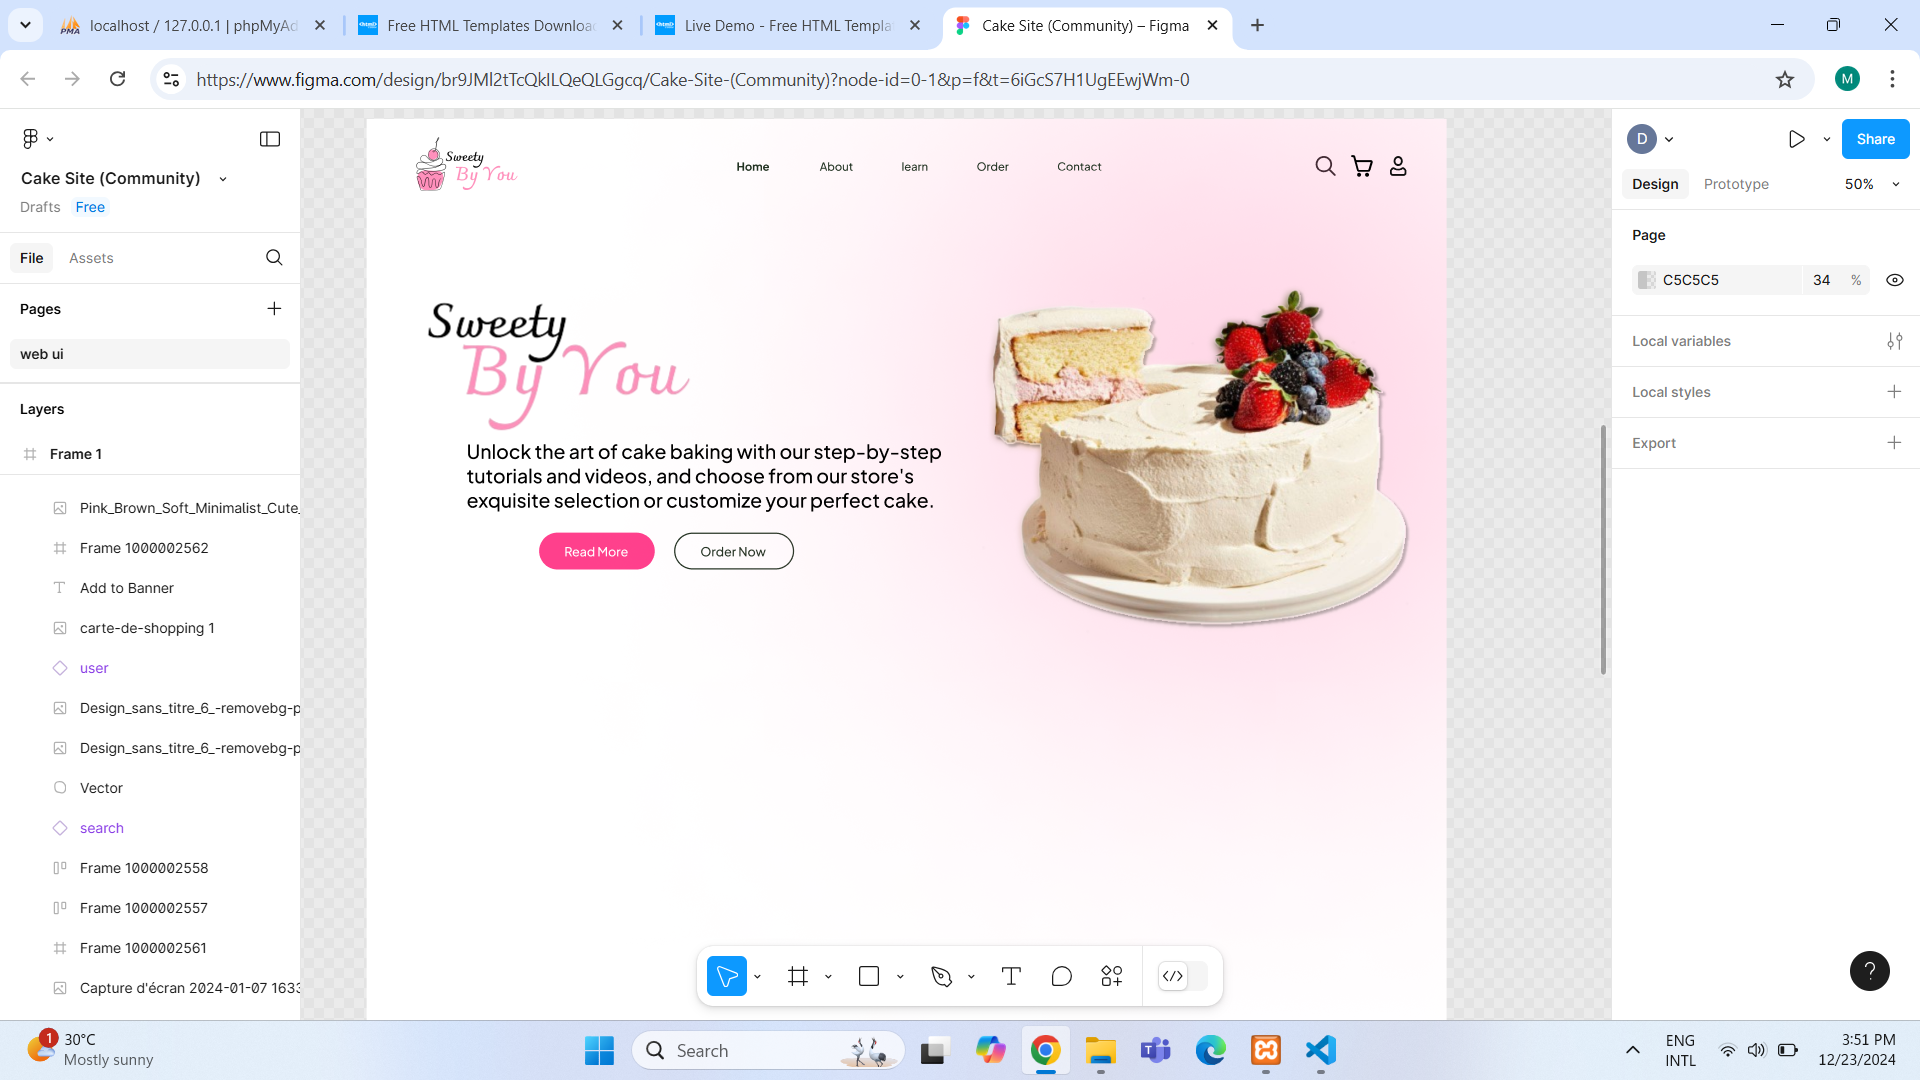 localhost / 127.0.0.1 | phpMyAd
Free HTML Templates Downloa
Live Demo - Free HTML Templa
Cake Site (Community) – Figma
https://www.figma.com/design/br9JMl2tTcQkILQeQLGgcq/Cake-Site-(Community)?node-id=0-1&p=f&t=6iGcS7H1UgEEwjWm-0
M
Cake Site (Community)
Drafts Free
File Assets
Pages
web ui
Layers
Frame 1
Pink_Brown_Soft_Minimalist_Cute_
Frame 1000002562
Add to Banner
carte-de-shopping 1
user
Design_sans_titre_6_-removebg-p
Design_sans_titre_6_-removebg-p
Vector
search
Frame 1000002558
Frame 1000002557
Frame 1000002561
Capture d'écran 2024-01-07 1633
Sweety
By You
Home About learn Order Contact
Sweety
By You
Unlock the art of cake baking with our step-by-step
tutorials and videos, and choose from our store's
exquisite selection or customize your perfect cake.
Read More Order Now
D
Share
Design Prototype 50%
Page
C5C5C5 34 %
Local variables
Local styles
Export
?
1
30°C
Mostly sunny
Search
ENG
INTL
3:51 PM
12/23/2024